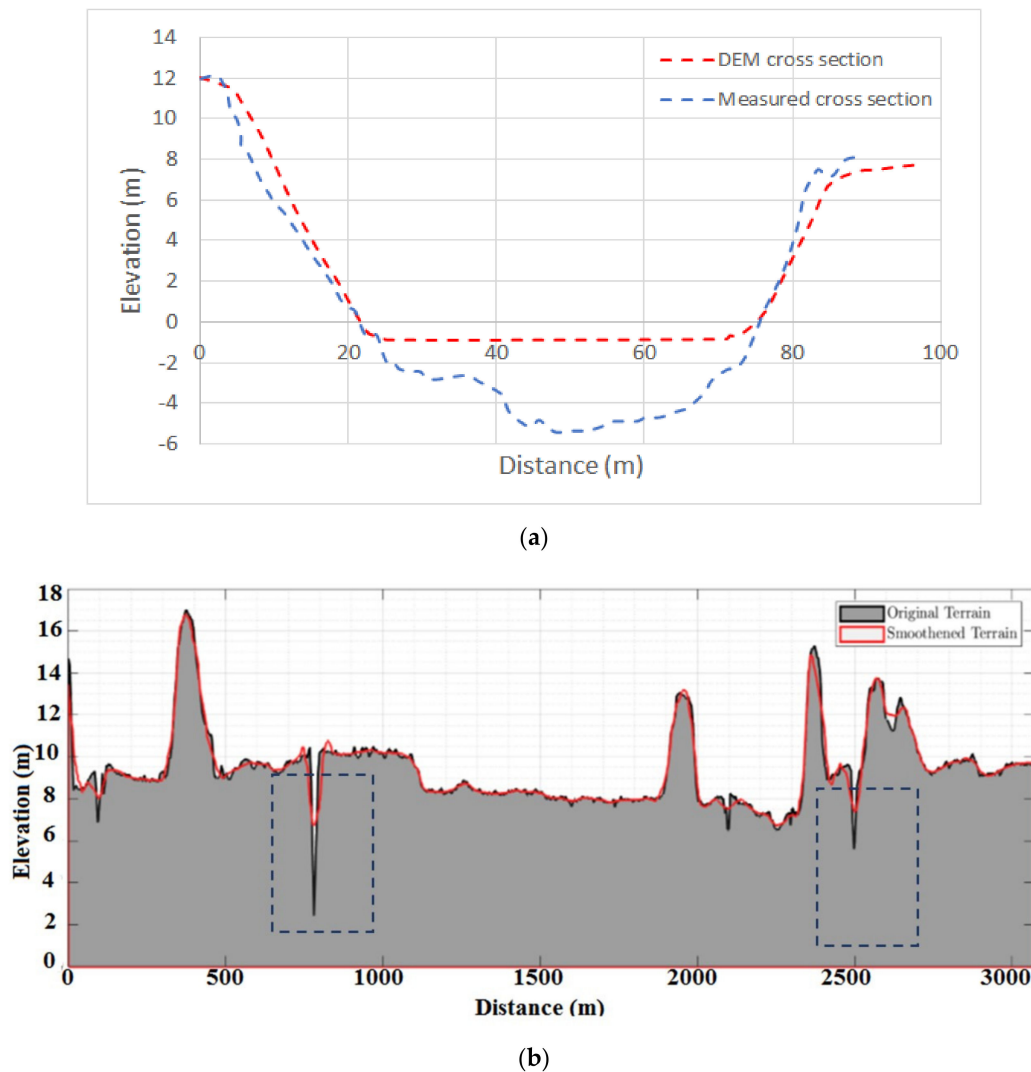 14
12
10
8
6
4
2
0
-2
-4
-6
Elevation (m)
DEM cross section
Measured cross section
0 20 40 60 80 100
Distance (m)
(a)
18
16
14
12
10
8
6
4
2
0
Elevation (m)
Original Terrain
Smoothened Terrain
0 500 1000 1500 2000 2500 3000
Distance (m)
(b)